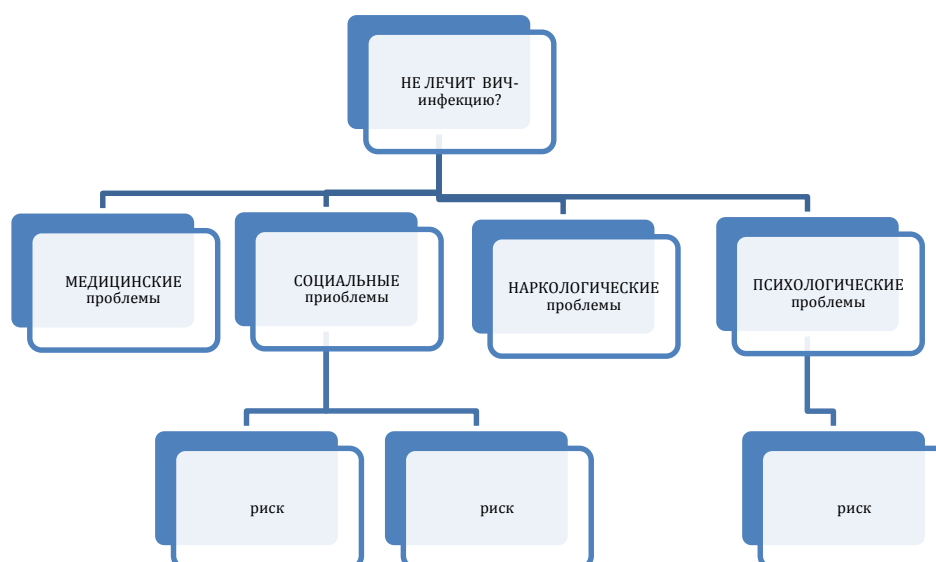 НЕ ЛЕЧИТ ВИЧ-
инфекцию?
МЕДИЦИНСКИЕ
проблемы
СОЦИАЛЬНЫЕ
приоблемы
НАРКОЛОГИЧЕСКИЕ
проблемы
ПСИХОЛОГИЧЕСКИЕ
проблемы
риск
риск
риск